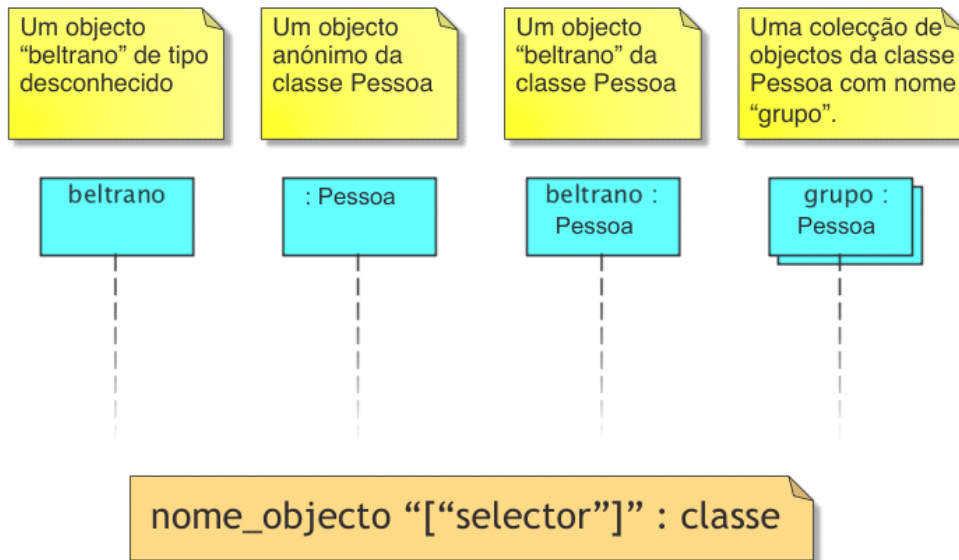 Um objecto
“beltrano” de tipo
desconhecido
Um objecto
anónimo da
classe Pessoa
Um objecto
“beltrano” da
classe Pessoa
Uma colecção de
objectos da classe
Pessoa com nome
“grupo”.
beltrano
: Pessoa
beltrano :
Pessoa
grupo :
Pessoa
nome_objecto “[“selector”]” : classe